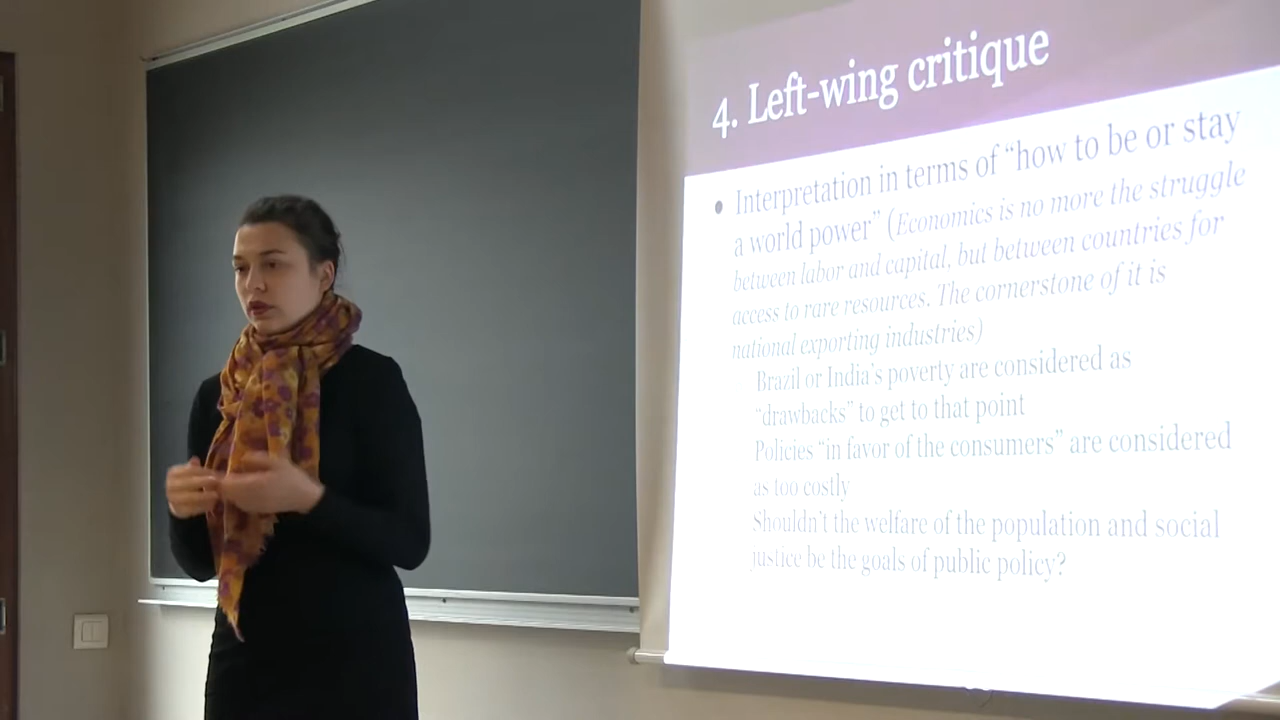 4. Left-wing critique
• Interpretation in terms of “how to be or stay
a world power” (Economics is no more the struggle
between labor and capital, but between countries for
access to rare resources. The cornerstone of it is
national exporting industries)
Brazil or India’s poverty are considered as
“drawbacks” to get to that point
Policies “in favor of the consumers” are considered
as too costly
Shouldn’t the welfare of the population and social
justice be the goals of public policy?